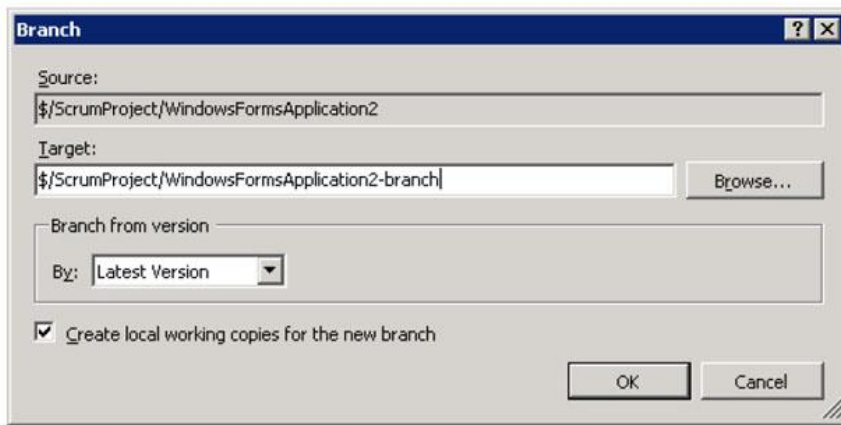 Branch
Source:
$/ScrumProject/WindowsFormsApplication2
Target:
$/ScrumProject/WindowsFormsApplication2-branch
Browse...
Branch from version
By: Latest Version
Create local working copies for the new branch
OK Cancel